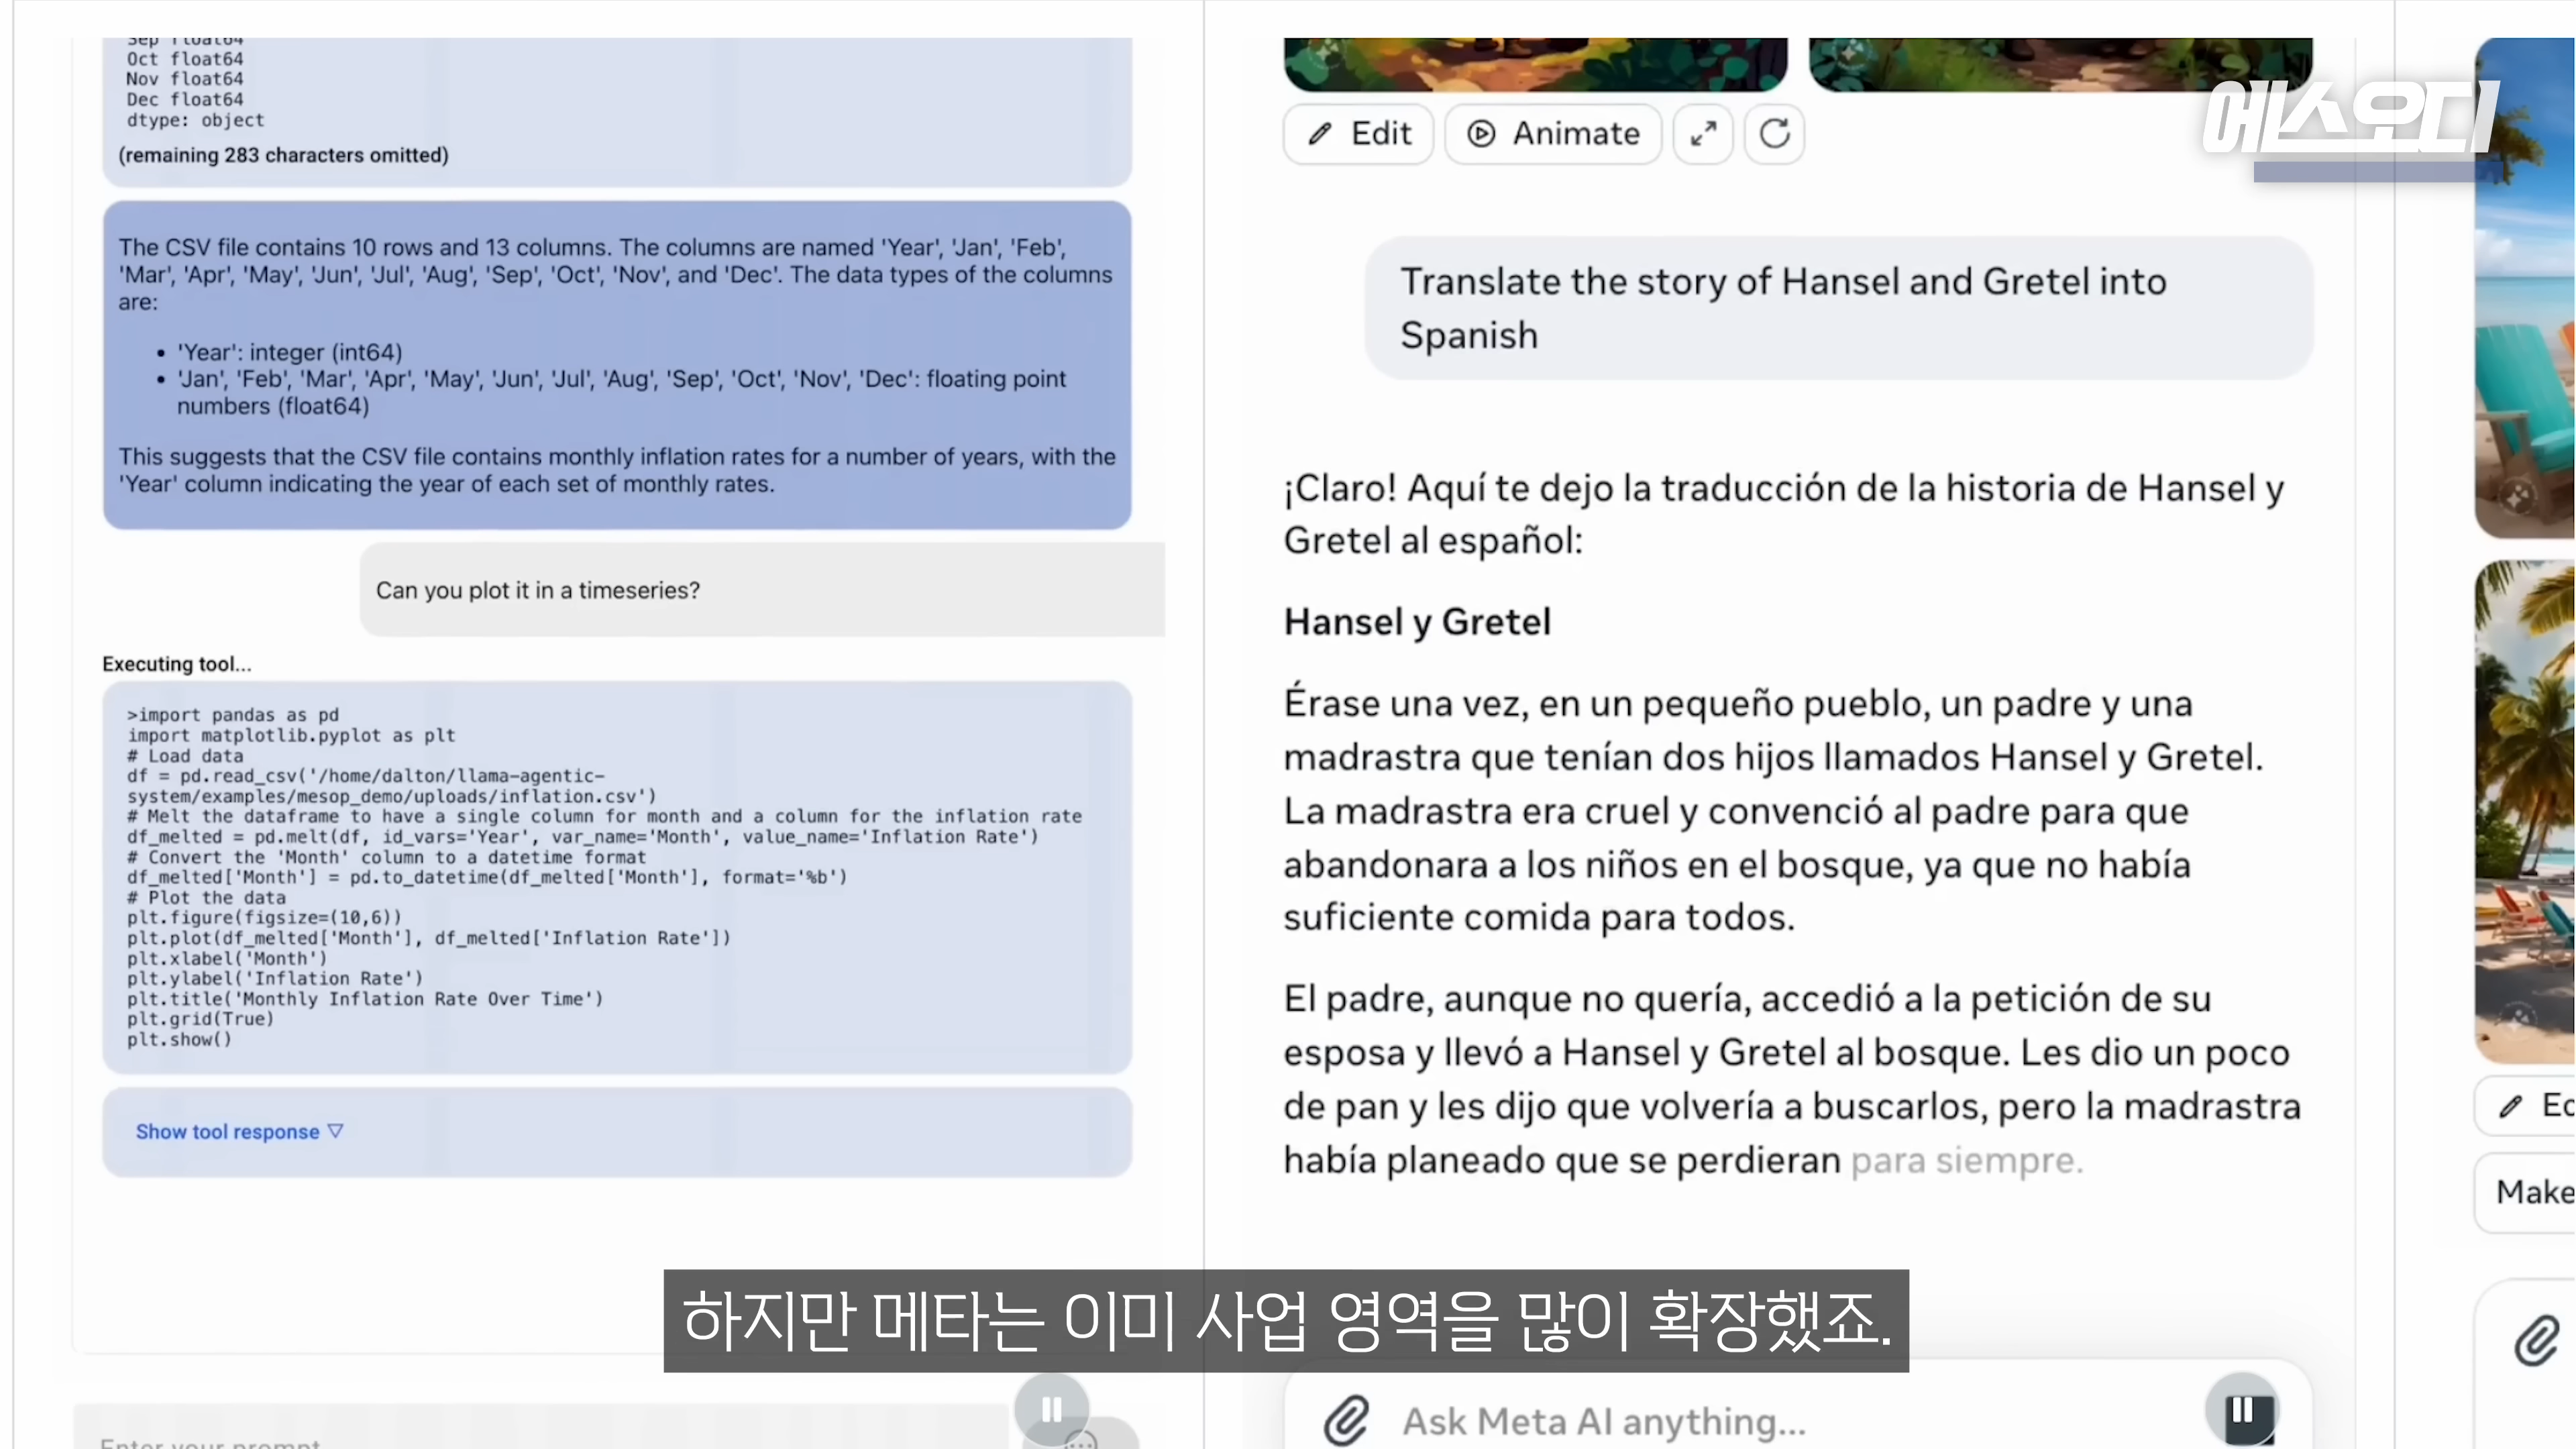 Sep float64
Oct float64
Nov float64
Dec float64
dtype: object
(remaining 283 characters omitted)
The CSV file contains 10 rows and 13 columns. The columns are named 'Year', 'Jan', 'Feb',
'Mar', 'Apr', 'May', 'Jun', 'Jul', 'Aug', 'Sep', 'Oct', 'Nov', and 'Dec'. The data types of the columns
are:
• 'Year': integer (int64)
• 'Jan', 'Feb', 'Mar', 'Apr', 'May', 'Jun', 'Jul', 'Aug', 'Sep', 'Oct', 'Nov', 'Dec': floating point
numbers (float64)
This suggests that the CSV file contains monthly inflation rates for a number of years, with the
'Year' column indicating the year of each set of monthly rates.
Can you plot it in a timeseries?
Executing tool...
>import pandas as pd
import matplotlib.pyplot as plt
# Load data
df = pd.read_csv('/home/dalton/llama-agentic-
system/examples/mesop_demo/uploads/inflation.csv')
# Melt the dataframe to have a single column for month and a column for the inflation rate
df_melted = pd.melt(df, id_vars='Year', var_name='Month', value_name='Inflation Rate')
# Convert the 'Month' column to a datetime format
df_melted['Month'] = pd.to_datetime(df_melted['Month'], format='%b')
# Plot the data
plt.figure(figsize=(10,6))
plt.plot(df_melted['Month'], df_melted['Inflation Rate'])
plt.xlabel('Month')
plt.ylabel('Inflation Rate')
plt.title('Monthly Inflation Rate Over Time')
plt.grid(True)
plt.show()
Show tool response ▽
Enter your prompt
Edit
Animate
Translate the story of Hansel and Gretel into
Spanish
¡Claro! Aquí te dejo la traducción de la historia de Hansel y
Gretel al español:
Hansel y Gretel
Érase una vez, en un pequeño pueblo, un padre y una
madrastra que tenían dos hijos llamados Hansel y Gretel.
La madrastra era cruel y convenció al padre para que
abandonara a los niños en el bosque, ya que no había
suficiente comida para todos.
El padre, aunque no quería, accedió a la petición de su
esposa y llevó a Hansel y Gretel al bosque. Les dio un poco
de pan y les dijo que volvería a buscarlos, pero la madrastra
había planeado que se perdieran para siempre.
Ask Meta AI anything...
에스오디
Make
하지만 메타는 이미 사업 영역을 많이 확장했죠.